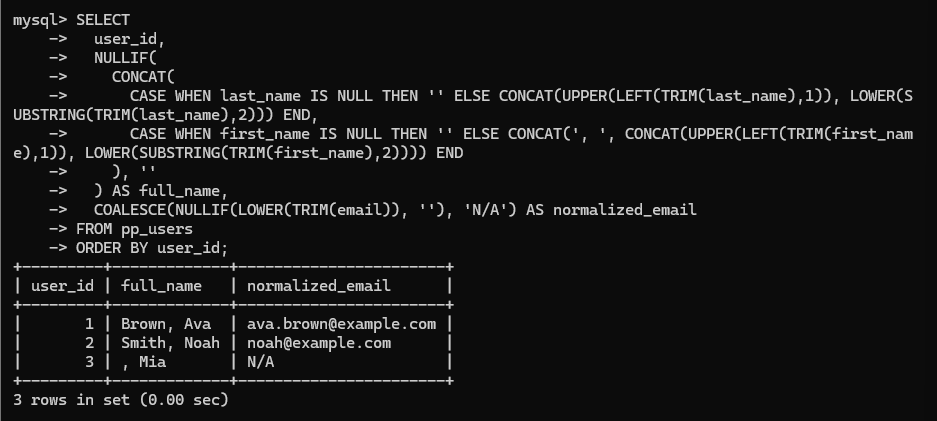 mysql> SELECT
    ->   user_id,
    ->   NULLIF(
    ->     CONCAT(
    ->       CASE WHEN last_name IS NULL THEN '' ELSE CONCAT(UPPER(LEFT(TRIM(last_name),1)), LOWER(S
UBSTRING(TRIM(last_name),2))) END,
    ->       CASE WHEN first_name IS NULL THEN '' ELSE CONCAT(', ', CONCAT(UPPER(LEFT(TRIM(first_nam
e),1)), LOWER(SUBSTRING(TRIM(first_name),2)))) END
    ->     ), ''
    ->   ) AS full_name,
    ->   COALESCE(NULLIF(LOWER(TRIM(email)), ''), 'N/A') AS normalized_email
    -> FROM pp_users
    -> ORDER BY user_id;
+---------+-------------+-----------------------+
| user_id | full_name   | normalized_email      |
+---------+-------------+-----------------------+
|       1 | Brown, Ava  | ava.brown@example.com |
|       2 | Smith, Noah | noah@example.com      |
|       3 | , Mia       | N/A                   |
+---------+-------------+-----------------------+
3 rows in set (0.00 sec)